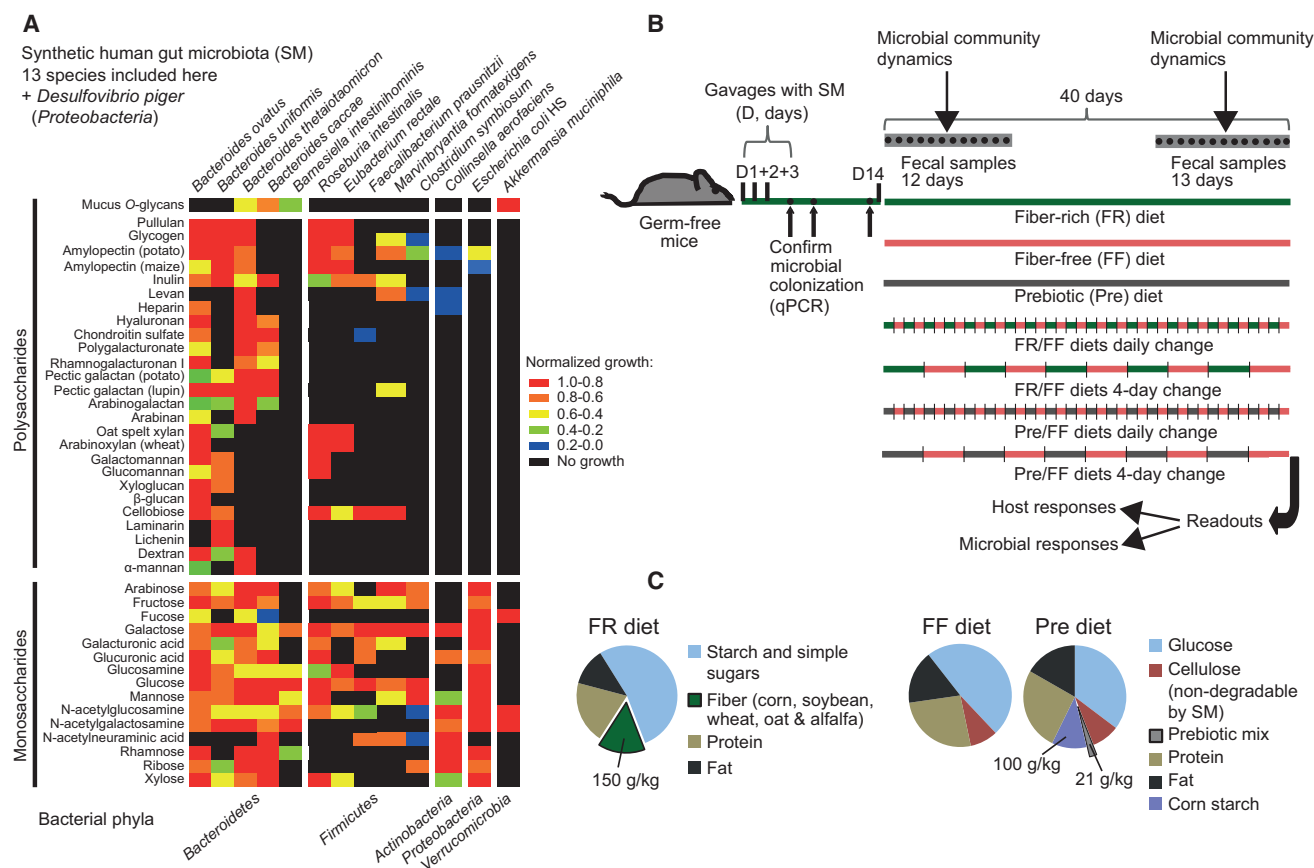 A
Synthetic human gut microbiota (SM)
13 species included here
+ Desulfovibrio piger
(Proteobacteria)
Bacteroides ovatus
Bacteroides uniformis
Bacteroides thetaiotaomicron
Bacteroides caccae
Barnesiella intestinihominis
Roseburia intestinalis
Eubacterium rectale
Faecalibacterium prausnitzii
Marvinbryantia formatexigens
Clostridium symbiosum
Collinsella aerofaciens
Escherichia coli HS
Akkermansia muciniphila
Mucus O-glycans
Polysaccharides
Pullulan
Glycogen
Amylopectin (potato)
Amylopectin (maize)
Inulin
Levan
Heparin
Hyaluronan
Chondroitin sulfate
Polygalacturonate
Rhamnogalacturonan I
Pectic galactan (potato)
Pectic galactan (lupin)
Arabinogalactan
Arabinan
Oat spelt xylan
Arabinoxylan (wheat)
Galactomannan
Glucomannan
Xyloglucan
β-glucan
Cellobiose
Laminarin
Lichenin
Dextran
α-mannan
Monosaccharides
Arabinose
Fructose
Fucose
Galactose
Galacturonic acid
Glucuronic acid
Glucosamine
Glucose
Mannose
N-acetylglucosamine
N-acetylgalactosamine
N-acetylneuraminic acid
Rhamnose
Ribose
Xylose
Bacterial phyla
Bacteroidetes
Firmicutes
Actinobacteria
Proteobacteria
Verrucomicrobia
Normalized growth:
1.0-0.8
0.8-0.6
0.6-0.4
0.4-0.2
0.2-0.0
No growth
B
Microbial community
dynamics
Microbial community
dynamics
Gavages with SM
(D, days)
40 days
D1+2+3
D14
Fecal samples
12 days
Fecal samples
13 days
Germ-free
mice
Confirm
microbial
colonization
(qPCR)
Fiber-rich (FR) diet
Fiber-free (FF) diet
Prebiotic (Pre) diet
FR/FF diets daily change
FR/FF diets 4-day change
Pre/FF diets daily change
Pre/FF diets 4-day change
Host responses
Readouts
Microbial responses
C
FR diet
Starch and simple
sugars
Fiber (corn, soybean,
wheat, oat & alfalfa)
Protein
Fat
150 g/kg
FF diet
Pre diet
100 g/kg
21 g/kg
Glucose
Cellulose
(non-degradable
by SM)
Prebiotic mix
Protein
Fat
Corn starch